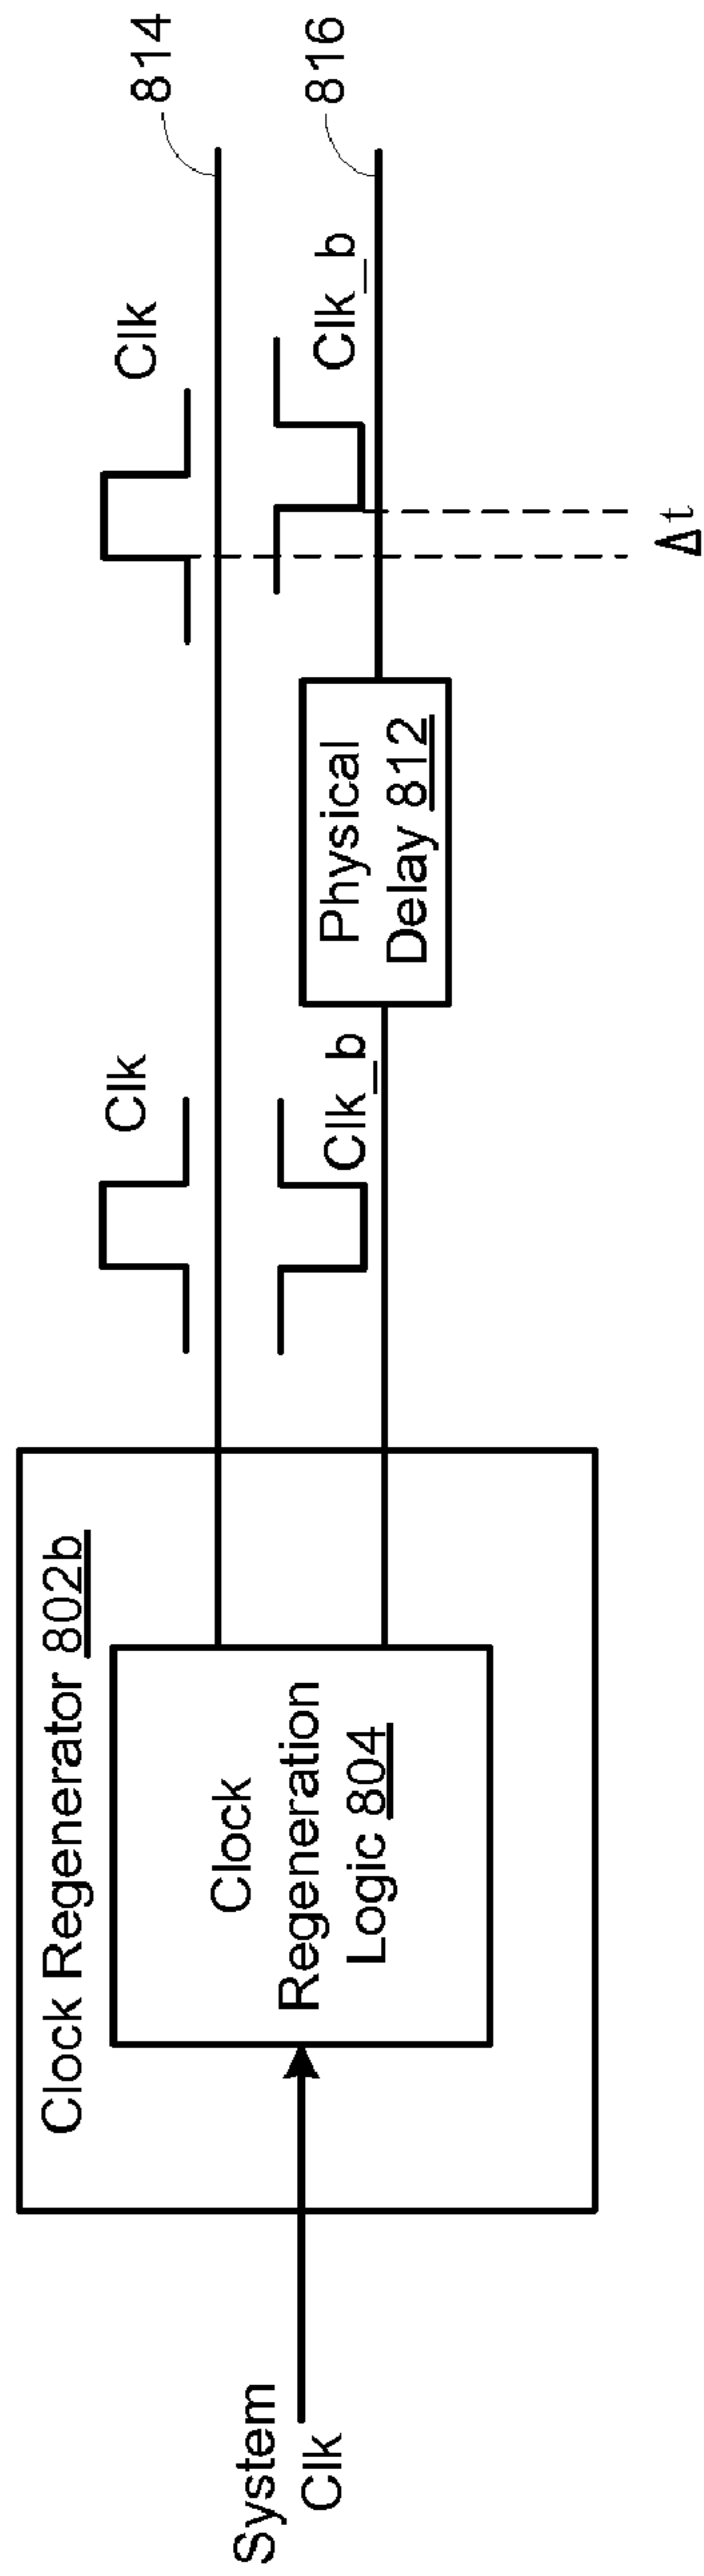 Clock Regenerator 802b
System
Clk
Clock
Regeneration
Logic 804
Clk
Clk_b
Physical
Delay 812
Clk
Clk_b
Δt
814
816